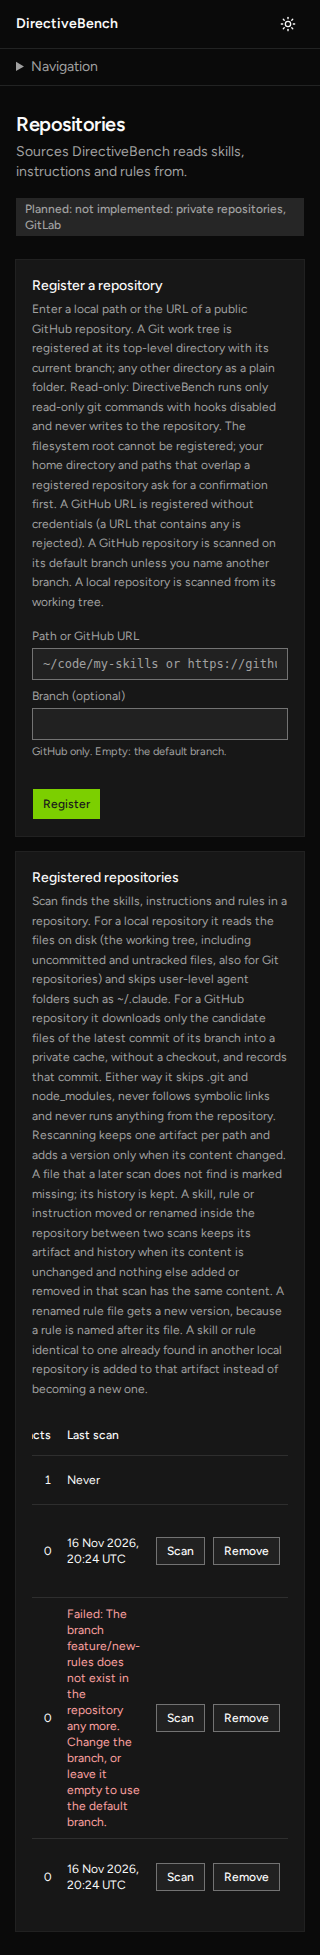 DirectiveBench
Navigation
Repositories
Sources DirectiveBench reads skills,
instructions and rules from.
Planned: not implemented: private repositories,
GitLab
Register a repository
Enter a local path or the URL of a public
GitHub repository. A Git work tree is
registered at its top-level directory with its
current branch; any other directory as a plain
folder. Read-only: DirectiveBench runs only
read-only git commands with hooks disabled
and never writes to the repository. The
filesystem root cannot be registered; your
home directory and paths that overlap a
registered repository ask for a confirmation
first. A GitHub URL is registered without
credentials (a URL that contains any is
rejected). A GitHub repository is scanned on
its default branch unless you name another
branch. A local repository is scanned from its
working tree.
Path or GitHub URL
~/code/my-skills or https://githu
Branch (optional)
GitHub only. Empty: the default branch.
Register
Registered repositories
Scan finds the skills, instructions and rules in a
repository. For a local repository it reads the
files on disk (the working tree, including
uncommitted and untracked files, also for Git
repositories) and skips user-level agent
folders such as ~/.claude. For a GitHub
repository it downloads only the candidate
files of the latest commit of its branch into a
private cache, without a checkout, and records
that commit. Either way it skips .git and
node_modules, never follows symbolic links
and never runs anything from the repository.
Rescanning keeps one artifact per path and
adds a version only when its content changed.
A file that a later scan does not find is marked
missing; its history is kept. A skill, rule or
instruction moved or renamed inside the
repository between two scans keeps its
artifact and history when its content is
unchanged and nothing else added or
removed in that scan has the same content. A
renamed rule file gets a new version, because
a rule is named after its file. A skill or rule
identical to one already found in another local
repository is added to that artifact instead of
becoming a new one.
acts Last scan
1 Never
0 16 Nov 2026,
20:24 UTC
Scan Remove
0 Failed: The
branch
feature/new-
rules does
not exist in
the
repository
any more.
Change the
branch, or
leave it
empty to use
the default
branch.
Scan Remove
0 16 Nov 2026,
20:24 UTC
Scan Remove